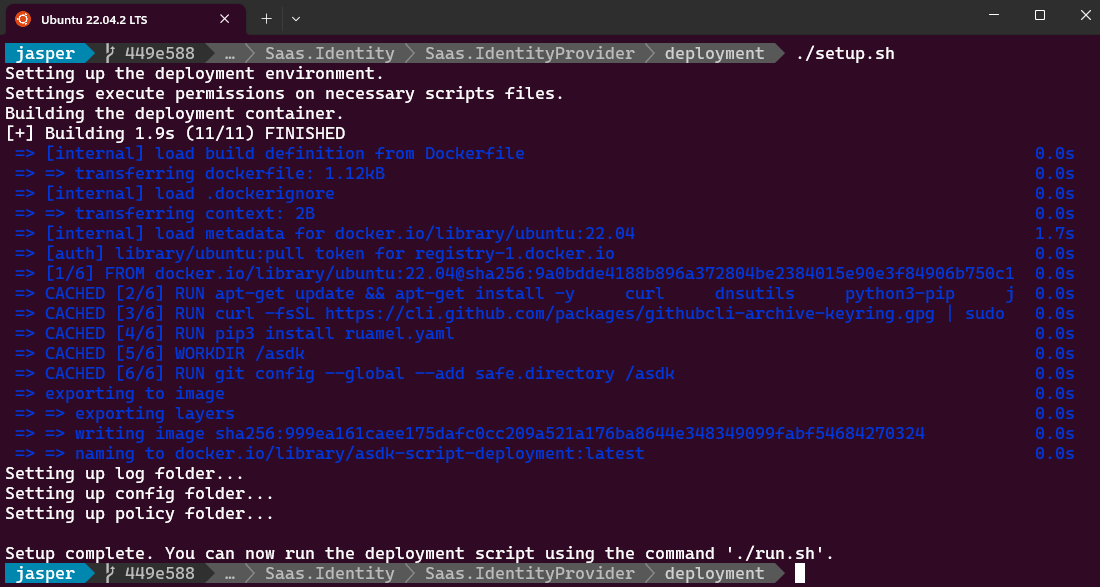 Ubuntu 22.04.2 LTS
jasper 449e588 … Saas.Identity Saas.IdentityProvider deployment ./setup.sh
Setting up the deployment environment.
Settings execute permissions on necessary scripts files.
Building the deployment container.
[+] Building 1.9s (11/11) FINISHED
=> [internal] load build definition from Dockerfile 0.0s
=> => transferring dockerfile: 1.12kB 0.0s
=> [internal] load .dockerignore 0.0s
=> => transferring context: 2B 0.0s
=> [internal] load metadata for docker.io/library/ubuntu:22.04 1.7s
=> [auth] library/ubuntu:pull token for registry-1.docker.io 0.0s
=> [1/6] FROM docker.io/library/ubuntu:22.04@sha256:9a0bdde4188b896a372804be2384015e90e3f84906b750c1 0.0s
=> CACHED [2/6] RUN apt-get update && apt-get install -y curl dnsutils python3-pip j 0.0s
=> CACHED [3/6] RUN curl -fsSL https://cli.github.com/packages/githubcli-archive-keyring.gpg | sudo 0.0s
=> CACHED [4/6] RUN pip3 install ruamel.yaml 0.0s
=> CACHED [5/6] WORKDIR /asdk 0.0s
=> CACHED [6/6] RUN git config --global --add safe.directory /asdk 0.0s
=> exporting to image 0.0s
=> => exporting layers 0.0s
=> => writing image sha256:999ea161caee175dafc0cc209a521a176ba8644e348349099fabf54684270324 0.0s
=> => naming to docker.io/library/asdk-script-deployment:latest 0.0s
Setting up log folder...
Setting up config folder...
Setting up policy folder...
Setup complete. You can now run the deployment script using the command './run.sh'.
jasper 449e588 … Saas.Identity Saas.IdentityProvider deployment